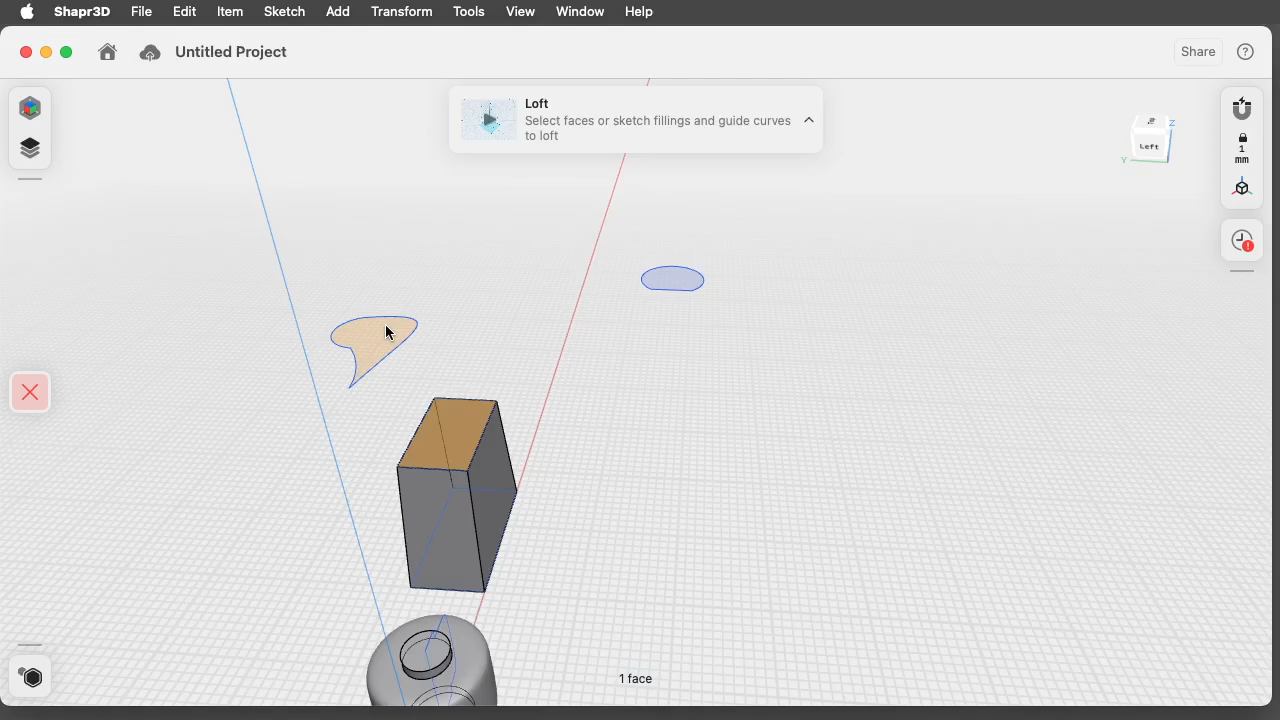 Shapr3D File Edit Item Sketch Add Transform Tools View Window Help
Untitled Project
Share
Loft
Select faces or sketch fillings and guide curves
to loft
Z
Left
Y
1
mm
1 face